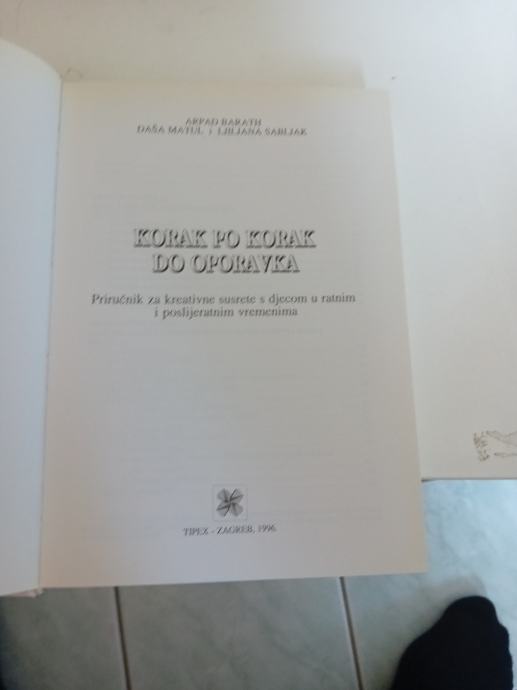 ARPAD BARATH
DAŠA MATUL i LJILJANA SABLJAK
KORAK PO KORAK
DO OPORAVKA
Priručnik za kreativne susrete s djecom u ratnim
i poslijeratnim vremenima
TIPEX - ZAGREB, 1996.